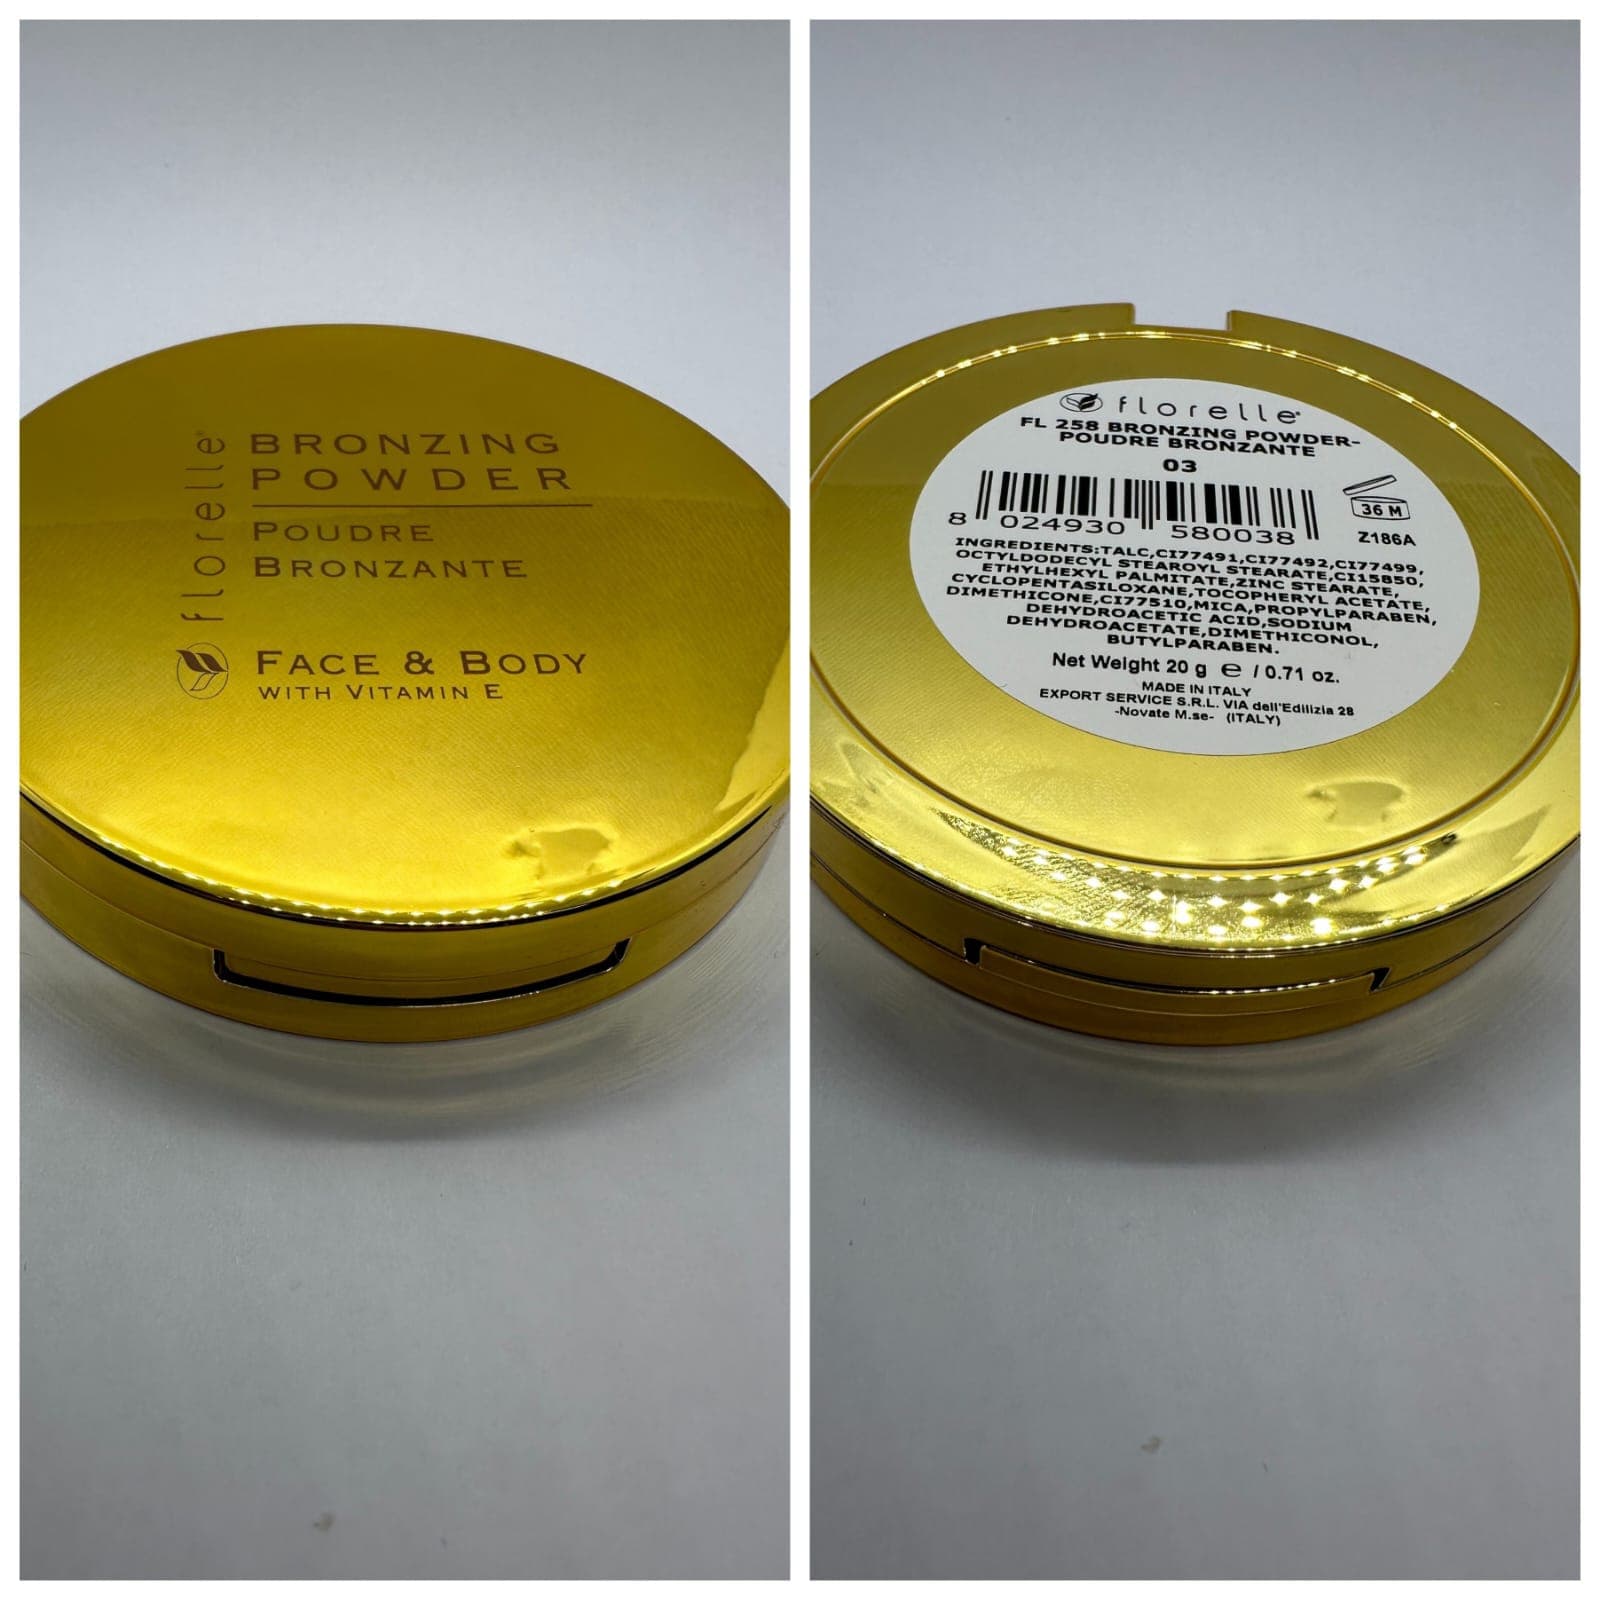 florelle®
BRONZING
POWDER
POUDRE
BRONZANTE
FACE & BODY
WITH VITAMIN E
florelle®
FL 258 BRONZING POWDER-
POUDRE BRONZANTE
03
8 024930 580038
36 M
Z186A
INGREDIENTS:TALC,CI77491,CI77492,CI77499,
OCTYLDODECYL STEAROYL STEARATE,CI15850,
ETHYLHEXYL PALMITATE,ZINC STEARATE,
CYCLOPENTASILOXANE,TOCOPHERYL ACETATE,
DIMETHICONE,CI77510,MICA,PROPYLPARABEN,
DEHYDROACETIC ACID,SODIUM
DEHYDROACETATE,DIMETHICONOL,
BUTYLPARABEN.
Net Weight 20 g ℮ / 0.71 oz.
MADE IN ITALY
EXPORT SERVICE S.R.L. VIA dell'Edilizia 28
-Novate M.se- (ITALY)